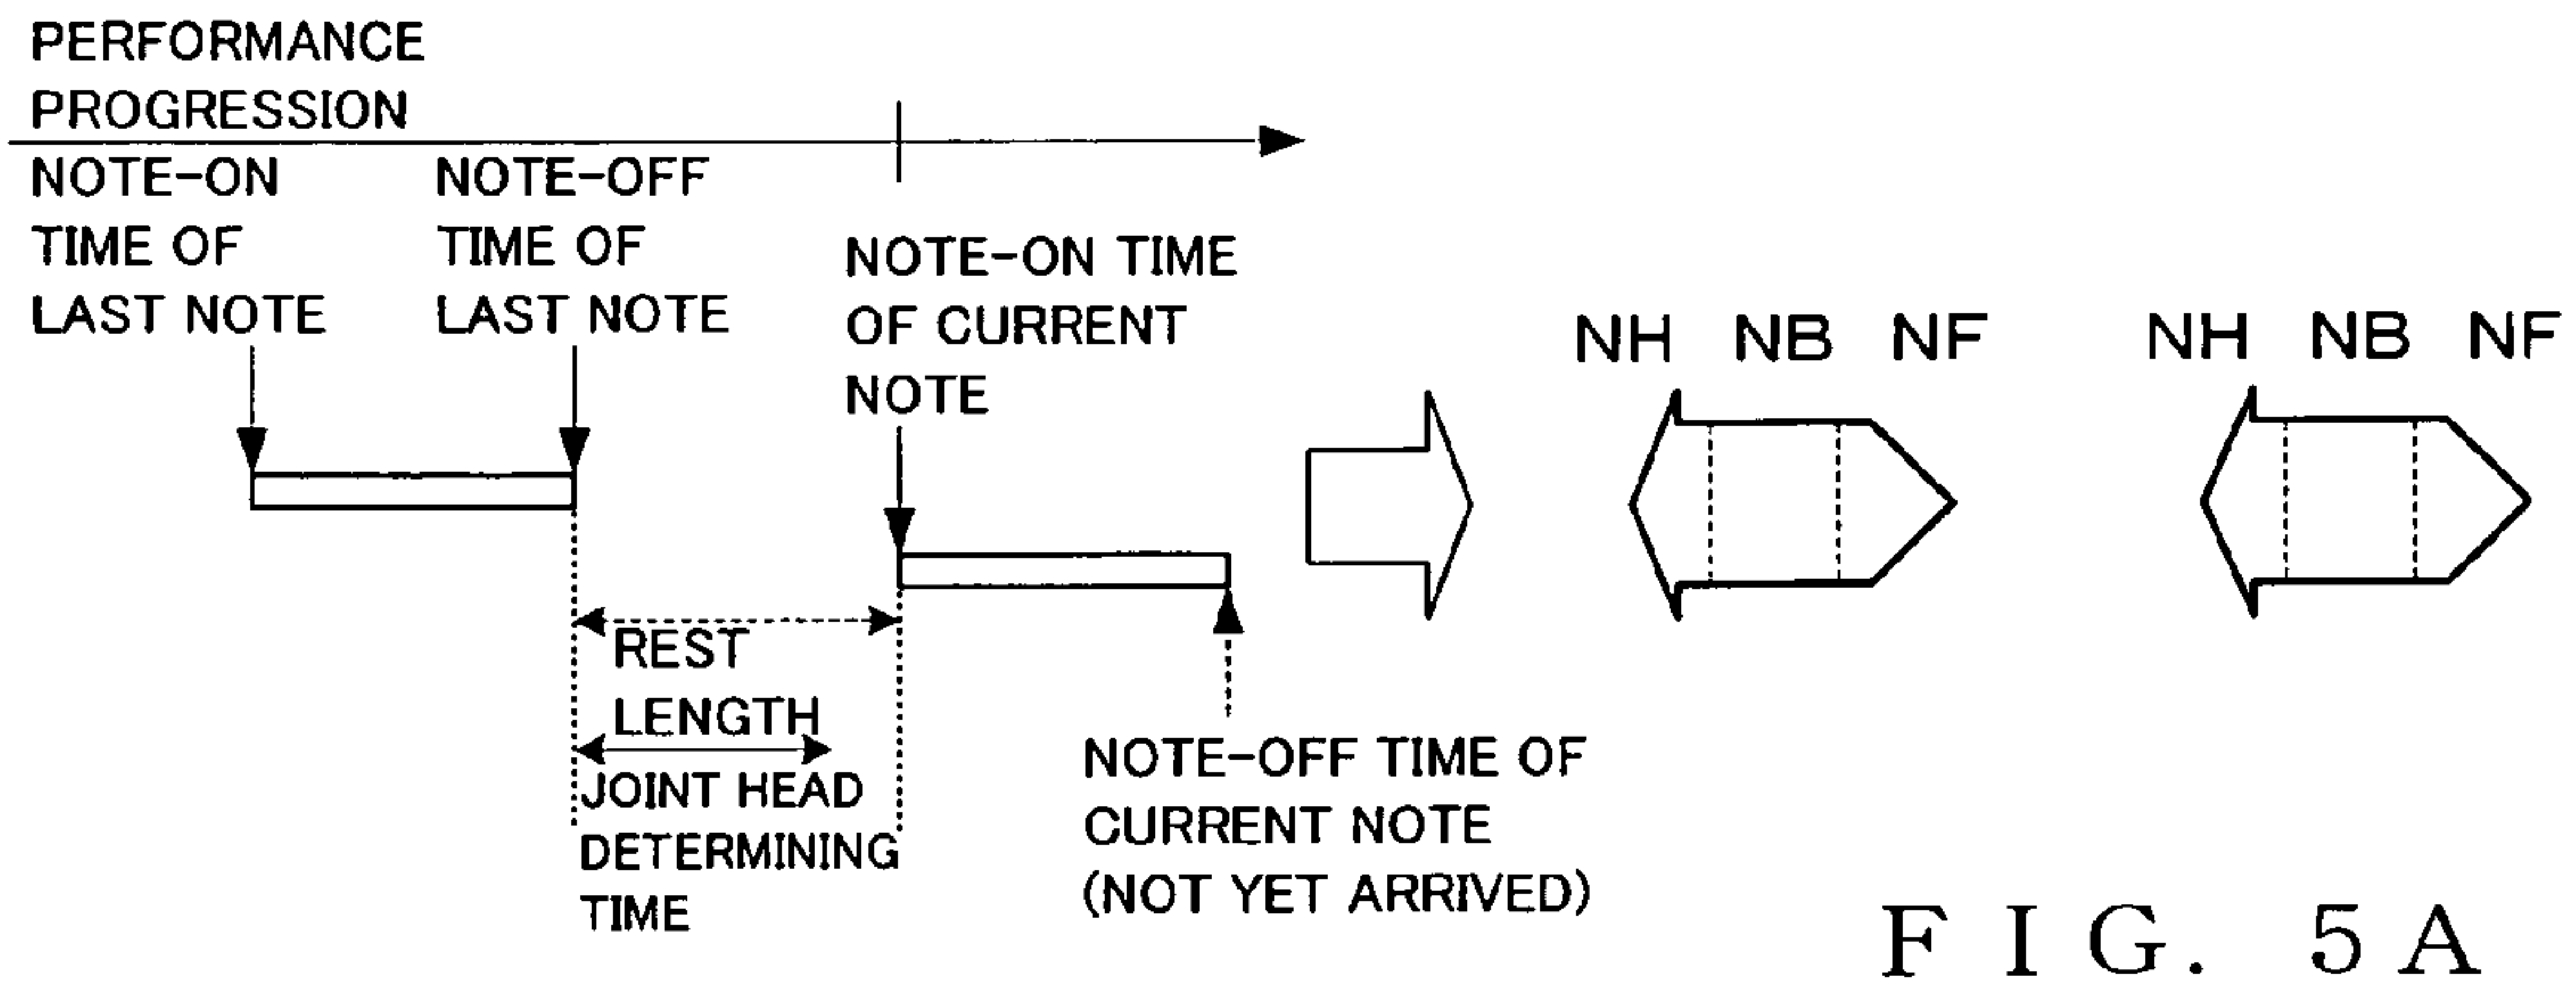 PERFORMANCE
PROGRESSION
NOTE-ON
TIME OF
LAST NOTE
NOTE-OFF
TIME OF
LAST NOTE
NOTE-ON TIME
OF CURRENT
NOTE
REST
LENGTH
JOINT HEAD
DETERMINING
TIME
NOTE-OFF TIME OF
CURRENT NOTE
(NOT YET ARRIVED)
NH NB NF
NH NB NF
FIG. 5A